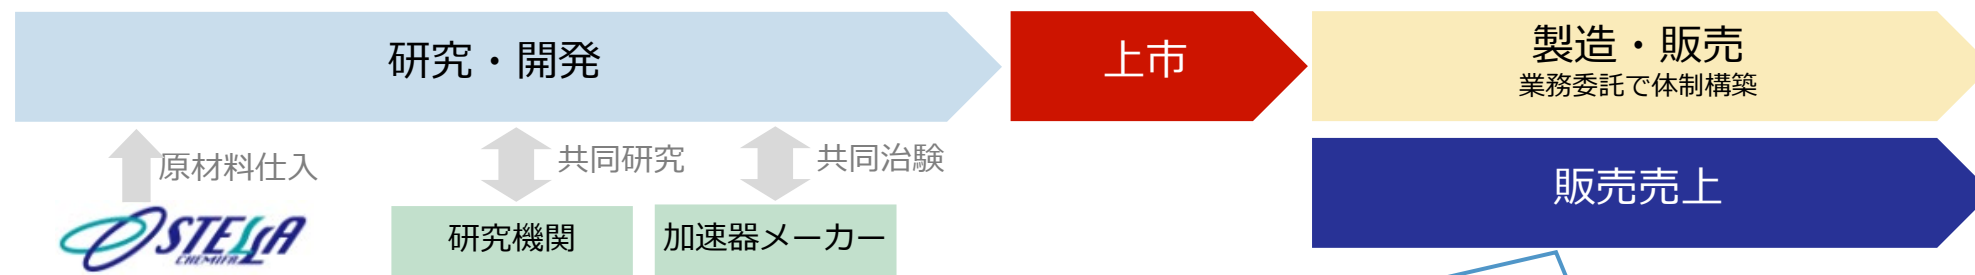 研究・開発
上市
製造・販売
業務委託で体制構築
原材料仕入
共同研究
共同治験
販売売上
STELLA
CHEMIFA
研究機関
加速器メーカー